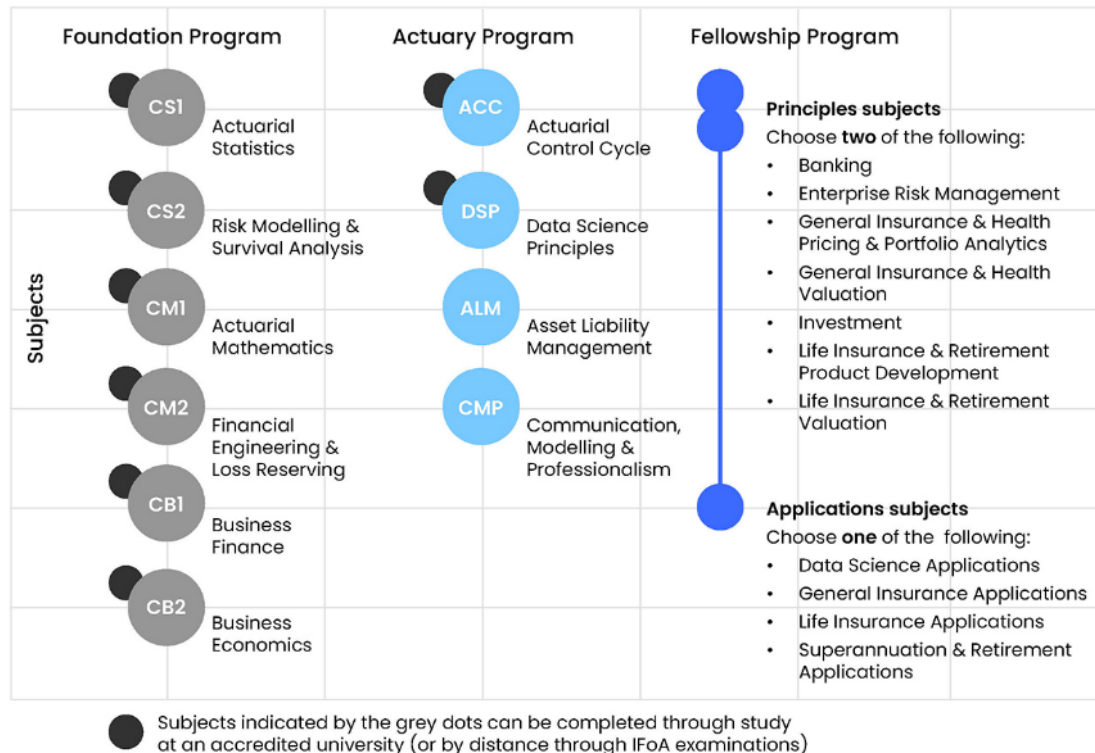 Foundation Program
Actuary Program
Fellowship Program
Subjects
CS1
Actuarial
Statistics
CS2
Risk Modelling &
Survival Analysis
CM1
Actuarial
Mathematics
CM2
Financial
Engineering &
Loss Reserving
CB1
Business
Finance
CB2
Business
Economics
ACC
Actuarial
Control Cycle
DSP
Data Science
Principles
ALM
Asset Liability
Management
CMP
Communication,
Modelling &
Professionalism
Principles subjects
Choose two of the following:
• Banking
• Enterprise Risk Management
• General Insurance & Health
Pricing & Portfolio Analytics
• General Insurance & Health
Valuation
• Investment
• Life Insurance & Retirement
Product Development
• Life Insurance & Retirement
Valuation
Applications subjects
Choose one of the following:
• Data Science Applications
• General Insurance Applications
• Life Insurance Applications
• Superannuation & Retirement
Applications
Subjects indicated by the grey dots can be completed through study
at an accredited university (or by distance through IFoA examinations)